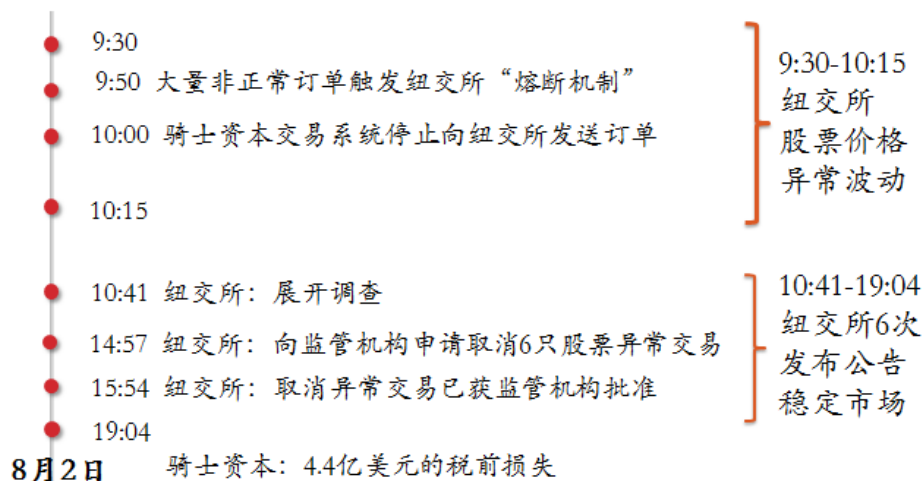 9:30
9:50 大量非正常订单触发纽交所“熔断机制”
10:00 骑士资本交易系统停止向纽交所发送订单
10:15
9:30-10:15
纽交所
股票价格
异常波动
10:41 纽交所：展开调查
14:57 纽交所：向监管机构申请取消6只股票异常交易
15:54 纽交所：取消异常交易已获监管机构批准
19:04
10:41-19:04
纽交所6次
发布公告
稳定市场
8月2日 骑士资本：4.4亿美元的税前损失